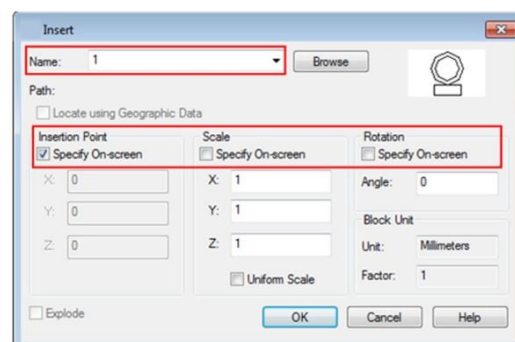 Insert
Name: 1 Browse
Path:
Locate using Geographic Data
Insertion Point Scale Rotation
Specify On-screen Specify On-screen Specify On-screen
X: 0 X: 1 Angle: 0
Y: 0 Y: 1 Block Unit
Z: 0 Z: 1 Unit: Millimeters
Uniform Scale Factor: 1
Explode OK Cancel Help